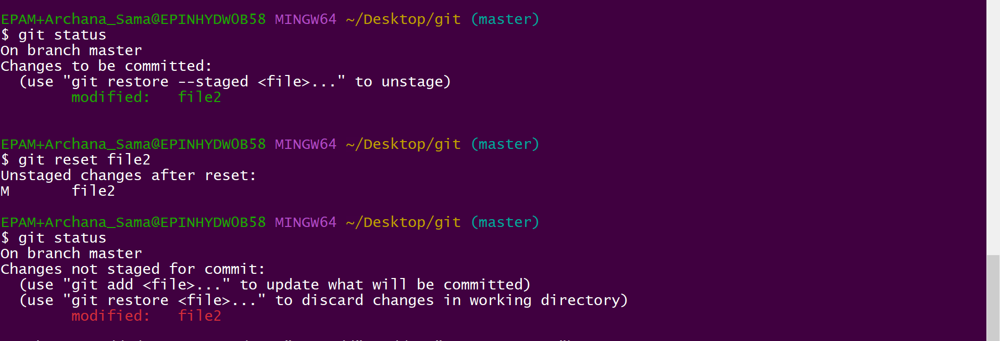 EPAM+Archana_Sama@EPINHYDW0B58 MINGW64 ~/Desktop/git (master)
$ git status
On branch master
Changes to be committed:
  (use "git restore --staged <file>..." to unstage)
        modified:   file2
EPAM+Archana_Sama@EPINHYDW0B58 MINGW64 ~/Desktop/git (master)
$ git reset file2
Unstaged changes after reset:
M       file2
EPAM+Archana_Sama@EPINHYDW0B58 MINGW64 ~/Desktop/git (master)
$ git status
On branch master
Changes not staged for commit:
  (use "git add <file>..." to update what will be committed)
  (use "git restore <file>..." to discard changes in working directory)
        modified:   file2